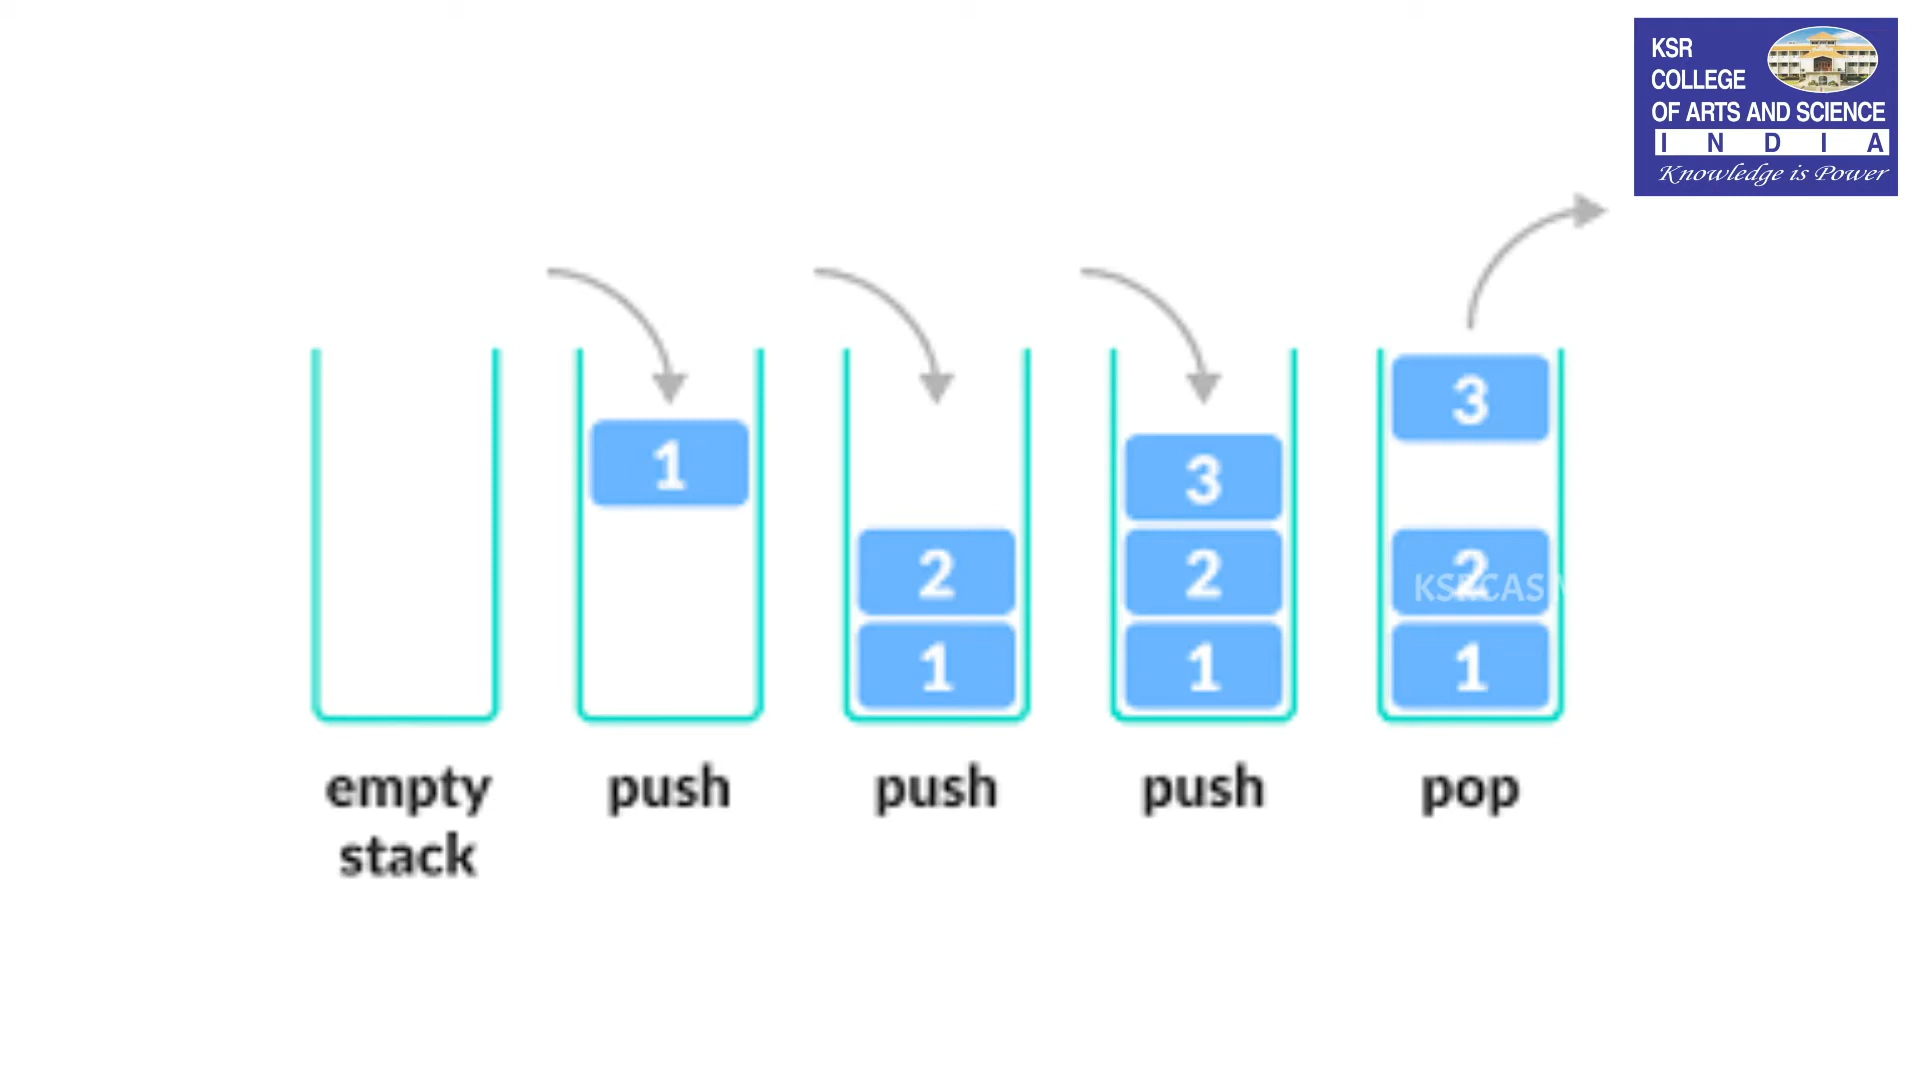 KSR
COLLEGE
OF ARTS AND SCIENCE
I N D I A
Knowledge is Power
1
2
1
3
2
1
3
2
1
KSRCAS
empty
stack
push
push
push
pop